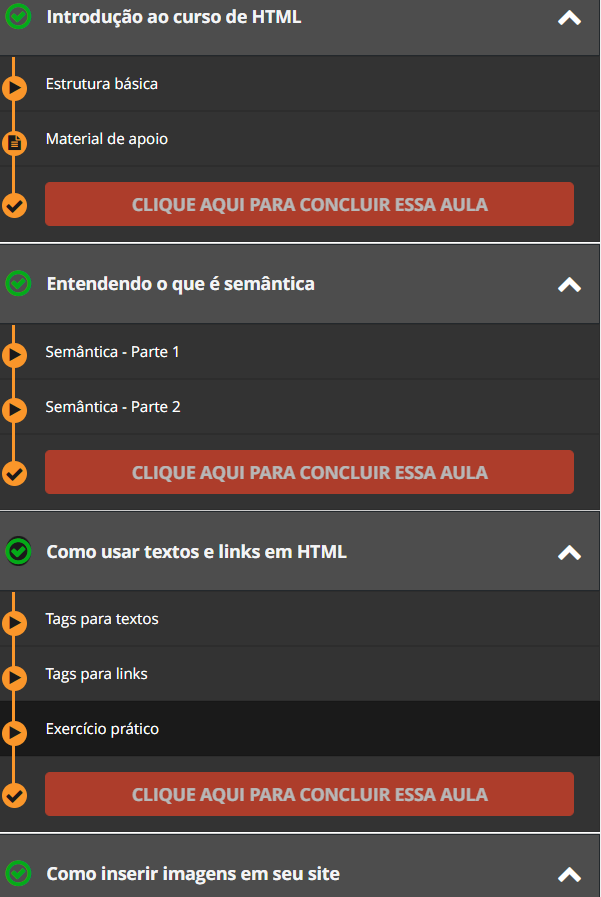 Introdução ao curso de HTML
Estrutura básica
Material de apoio
CLIQUE AQUI PARA CONCLUIR ESSA AULA
Entendendo o que é semântica
Semântica - Parte 1
Semântica - Parte 2
CLIQUE AQUI PARA CONCLUIR ESSA AULA
Como usar textos e links em HTML
Tags para textos
Tags para links
Exercício prático
CLIQUE AQUI PARA CONCLUIR ESSA AULA
Como inserir imagens em seu site